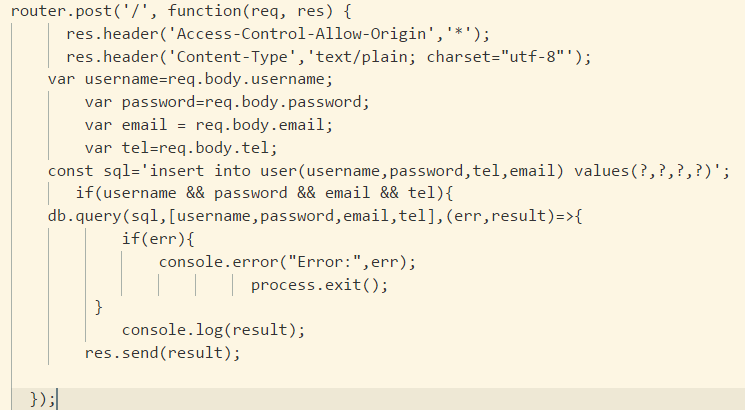 router.post('/', function(req, res) {
res.header('Access-Control-Allow-Origin','*');
res.header('Content-Type','text/plain; charset="utf-8"');
var username=req.body.username;
var password=req.body.password;
var email = req.body.email;
var tel=req.body.tel;
const sql='insert into user(username,password,tel,email) values(?,?,?,?)';
if(username && password && email && tel){
db.query(sql,[username,password,email,tel],(err,result)=>{
if(err){
console.error("Error:",err);
process.exit();
}
console.log(result);
res.send(result);
});